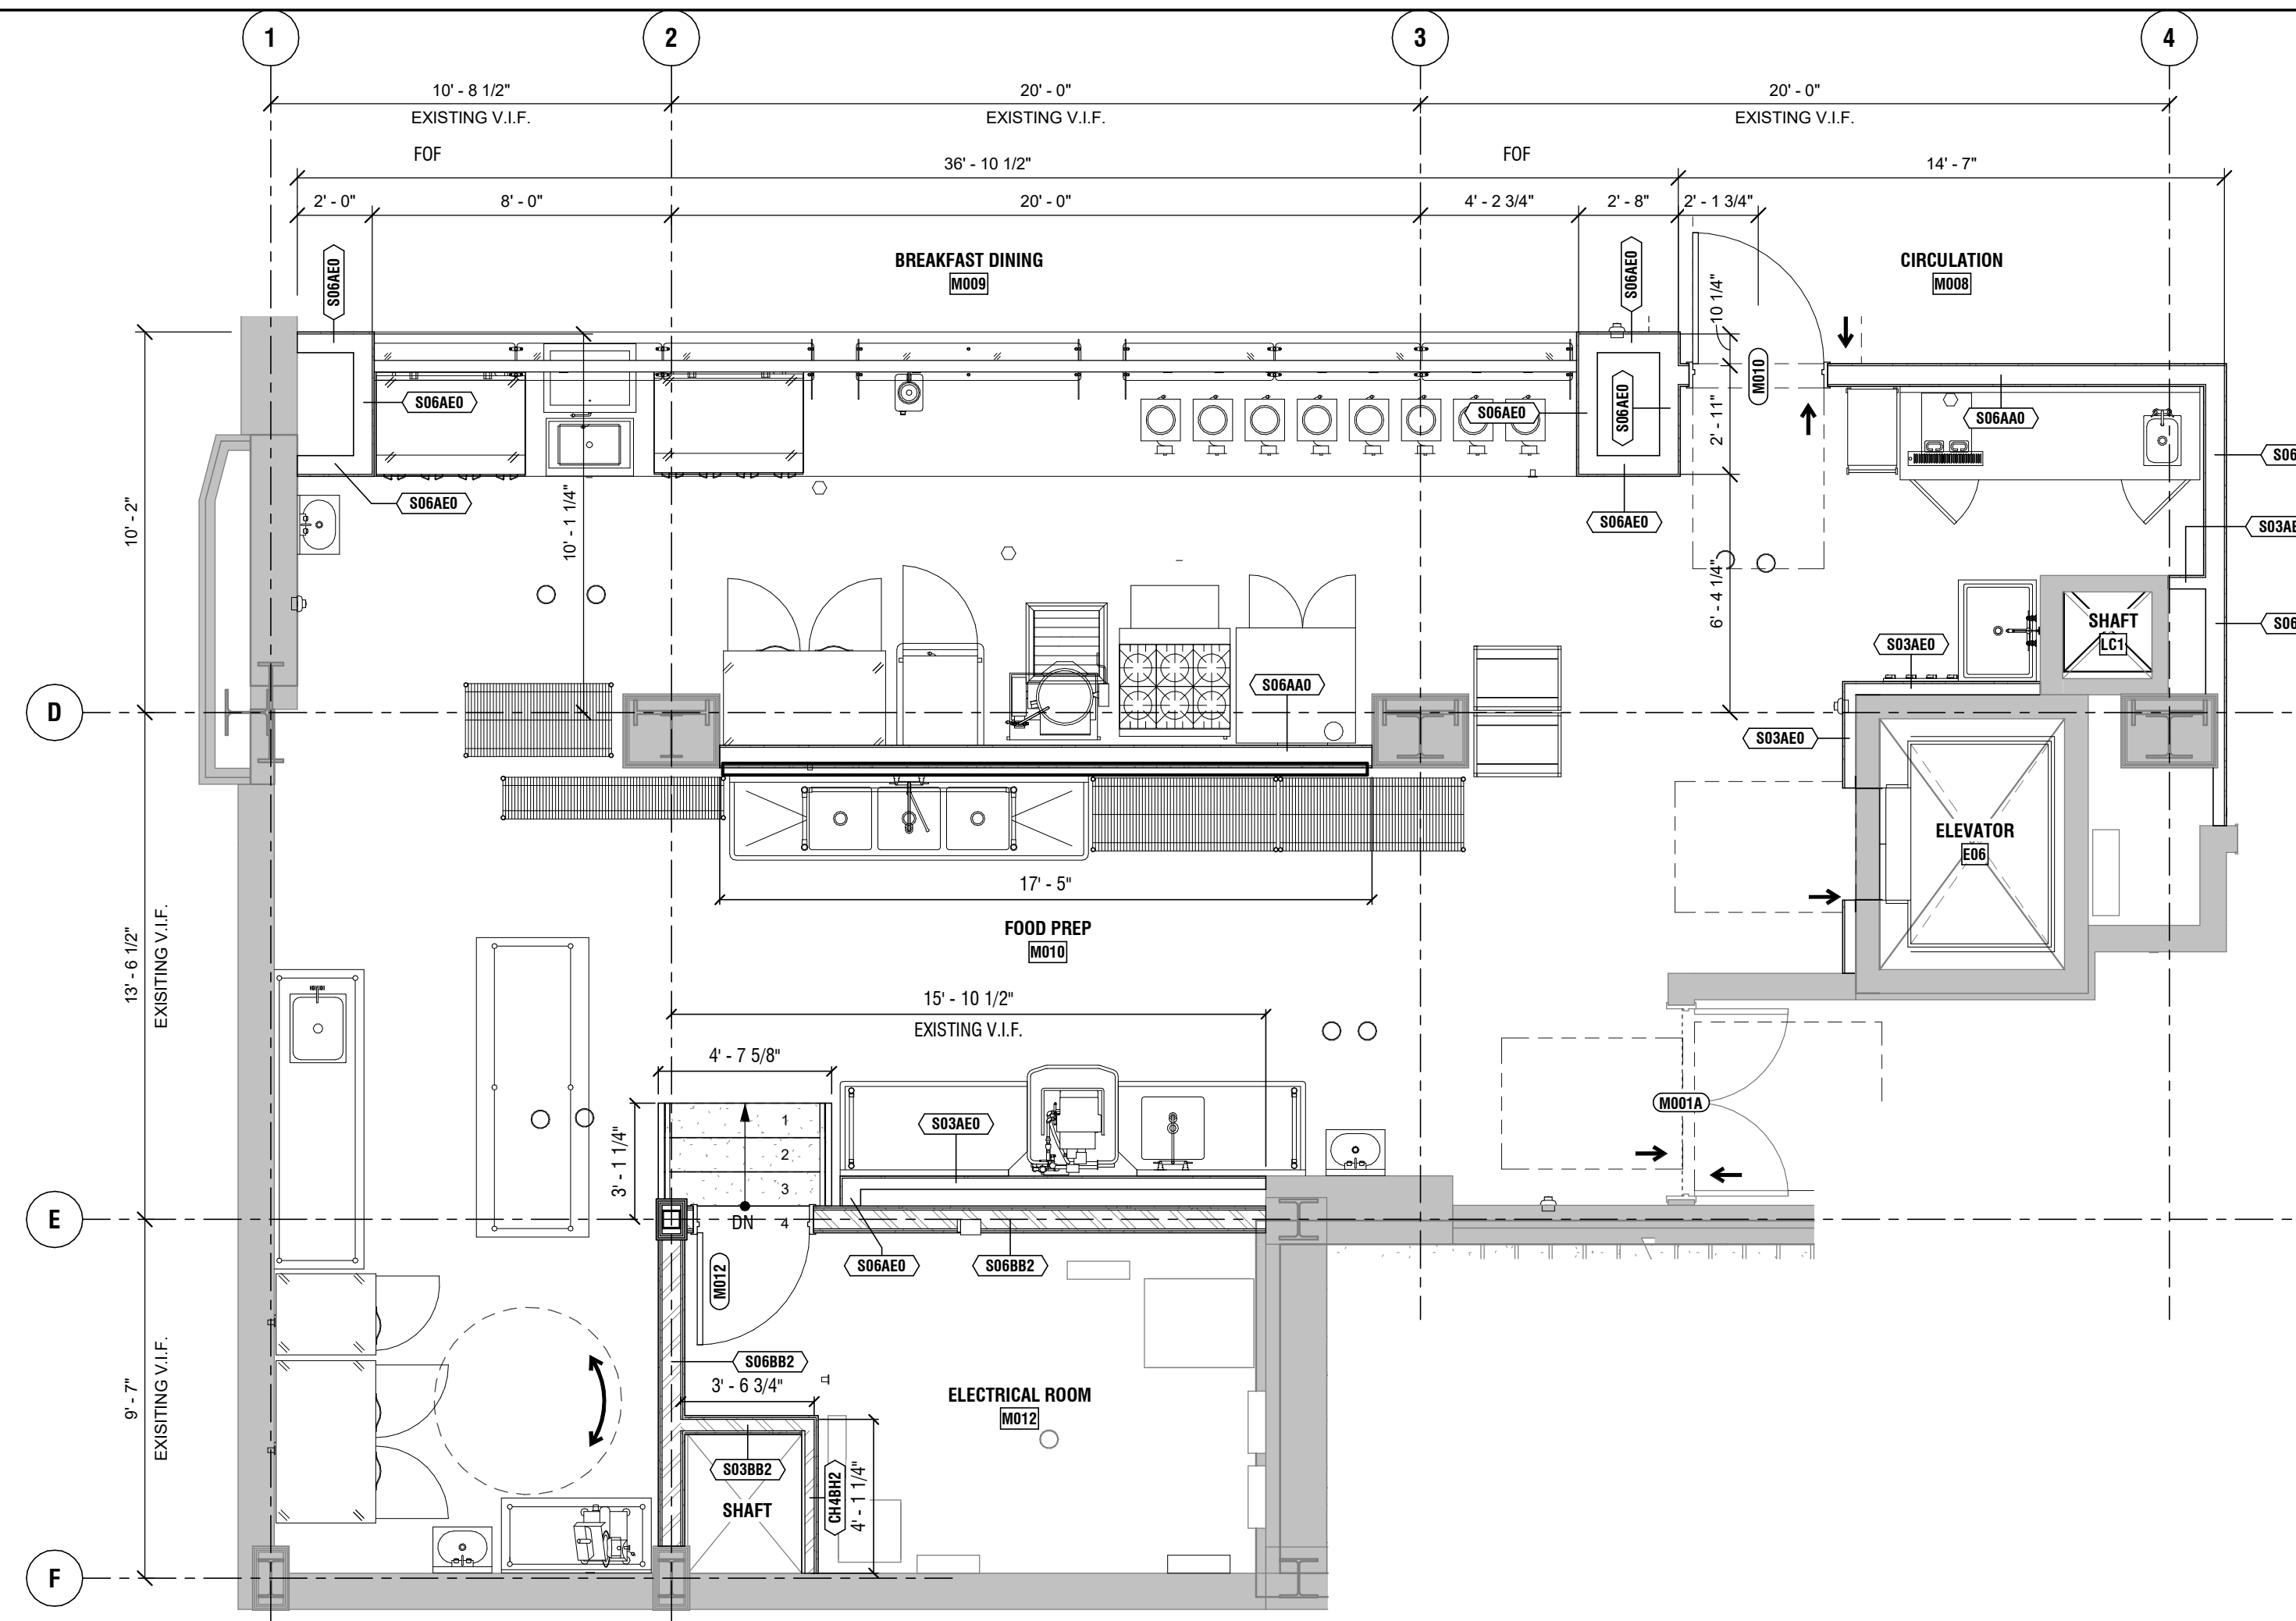 1
2
3
4
10' - 8 1/2"
EXISTING V.I.F.
20' - 0"
EXISTING V.I.F.
20' - 0"
EXISTING V.I.F.
FOF
36' - 10 1/2"
FOF
14' - 7"
2' - 0"
8' - 0"
20' - 0"
4' - 2 3/4"
2' - 8"
2' - 1 3/4"
BREAKFAST DINING
M009
CIRCULATION
M008
S06AE0
S06AE0
10 1/4"
M010
S06AE0
S06AE0
S06AE0
S06AA0
2' - 11"
S06AE0
S06AE0
10' - 2"
10' - 1 1/4"
6' - 4 1/4"
SHAFT
LC1
S03AE0
S06AA0
D
S03AE0
ELEVATOR
E06
17' - 5"
FOOD PREP
M010
13' - 6 1/2"
EXISITING V.I.F.
15' - 10 1/2"
EXISTING V.I.F.
4' - 7 5/8"
3' - 1 1/4"
1
2
3
4
DN
S03AE0
M001A
E
S06AE0
S06BB2
M012
S06BB2
3' - 6 3/4"
ELECTRICAL ROOM
M012
9' - 7"
EXISITING V.I.F.
S03BB2
CH4BH2
4' - 1 1/4"
SHAFT
F